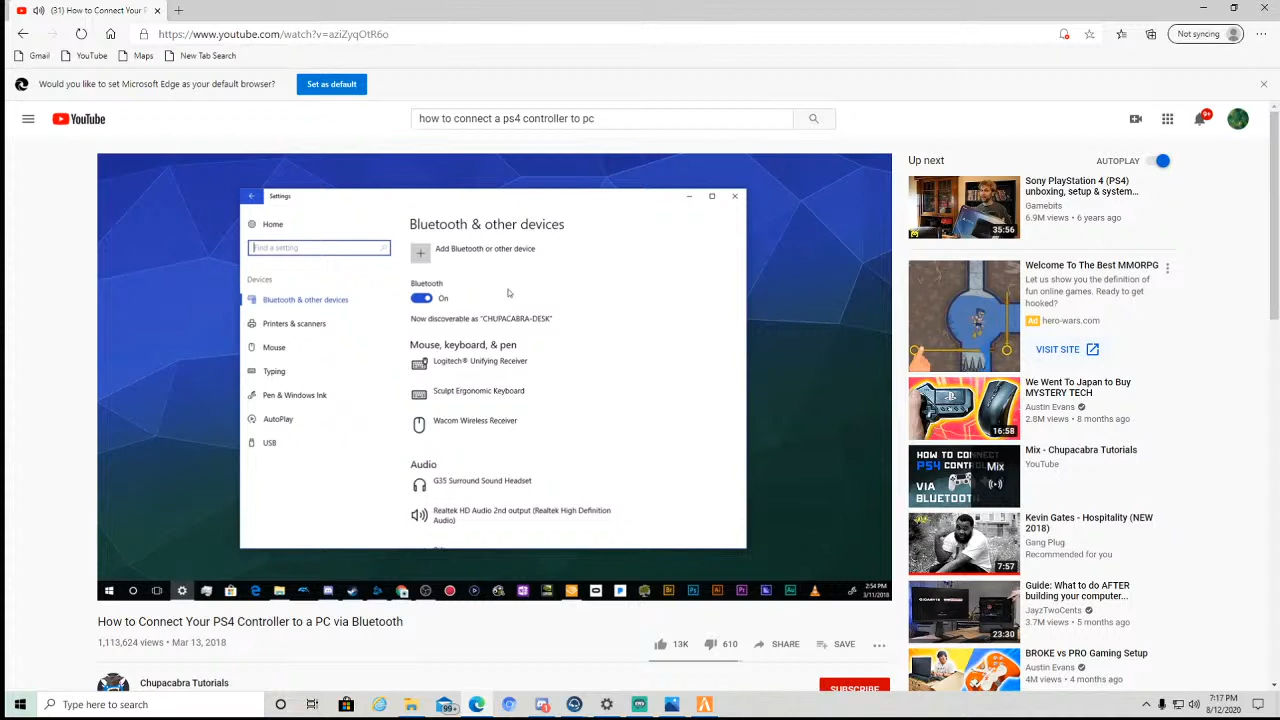 (31) How to Connect Your P
https://www.youtube.com/watch?v=aziZyqOtR6o
Not syncing
Gmail
YouTube
Maps
New Tab Search
Would you like to set Microsoft Edge as your default browser?
Set as default
YouTube
how to connect a ps4 controller to pc
9+
Settings
Home
Find a setting
Devices
Bluetooth & other devices
Printers & scanners
Mouse
Typing
Pen & Windows Ink
AutoPlay
USB
Bluetooth & other devices
Add Bluetooth or other device
Bluetooth
On
Now discoverable as "CHUPACABRA-DESK"
Mouse, keyboard, & pen
Logitech® Unifying Receiver
Sculpt Ergonomic Keyboard
Wacom Wireless Receiver
Audio
G35 Surround Sound Headset
Realtek HD Audio 2nd output (Realtek High Definition
Audio)
2:54 PM
3/11/2018
How to Connect Your PS4 Controller to a PC via Bluetooth
1,113,624 views • Mar 13, 2018
13K
610
SHARE
SAVE
Chupacabra Tutorials
SUBSCRIBE
Up next
AUTOPLAY
35:56
Sony PlayStation 4 (PS4)
unboxing, setup & system...
Gamebits
6.9M views • 6 years ago
Welcome To The Best MMORPG
Let us show you the definition
of fun online games. Ready to get
hooked?
Ad hero-wars.com
VISIT SITE
16:58
We Went To Japan to Buy
MYSTERY TECH
Austin Evans
2.8M views • 8 months ago
HOW TO CONNECT
PS4 CONTR
VIA
BLUETOOTH
Mix
Mix - Chupacabra Tutorials
YouTube
7:57
Kevin Gates - Hospitality (NEW
2018)
Gang Plug
Recommended for you
GIGABYTE
23:30
Guide: What to do AFTER
building your computer...
JayzTwoCents
3.7M views • 5 months ago
BROKE vs PRO Gaming Setup
Austin Evans
4M views • 4 months ago
Type here to search
99+
7:17 PM
8/12/2020